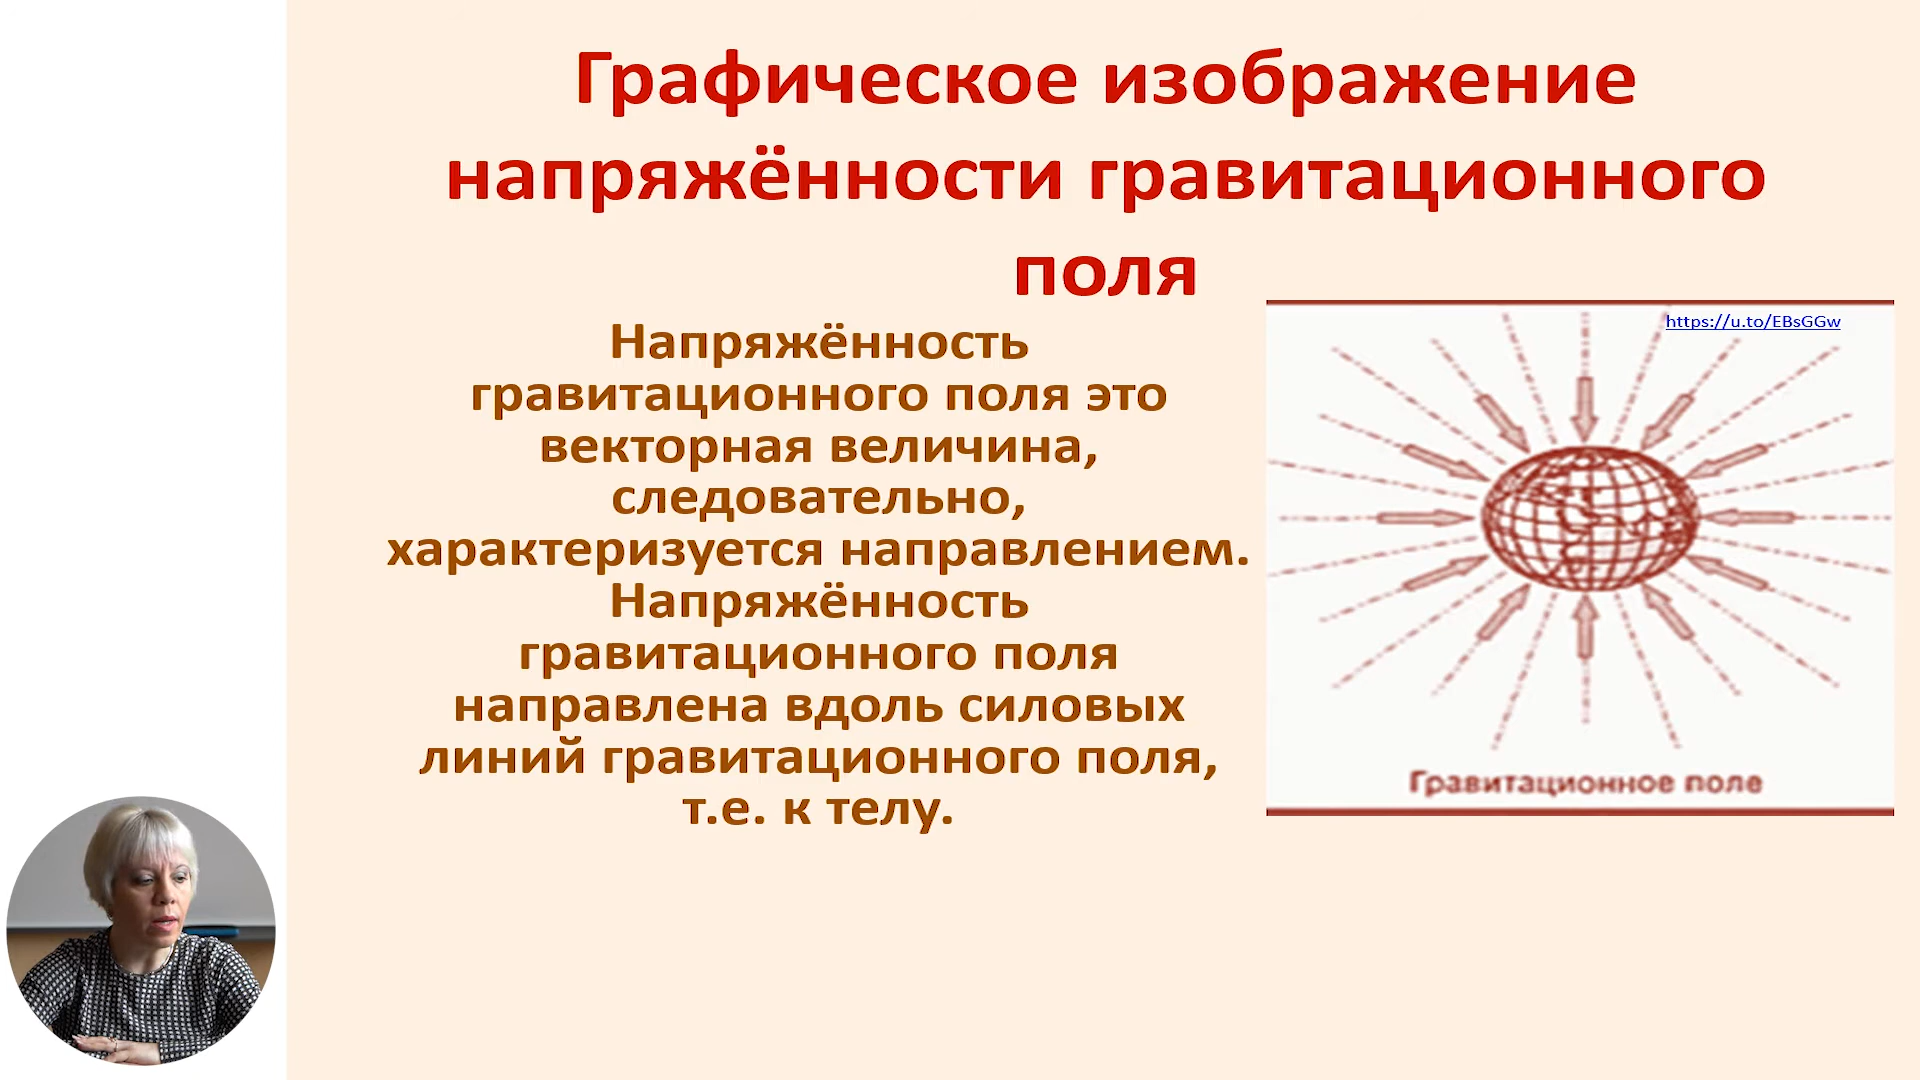 Графическое изображение
напряжённости гравитационного
поля
Напряжённость
гравитационного поля это
векторная величина,
следовательно,
характеризуется направлением.
Напряжённость
гравитационного поля
направлена вдоль силовых
линий гравитационного поля,
т.е. к телу.
https://u.to/EBsGGw
Гравитационное поле